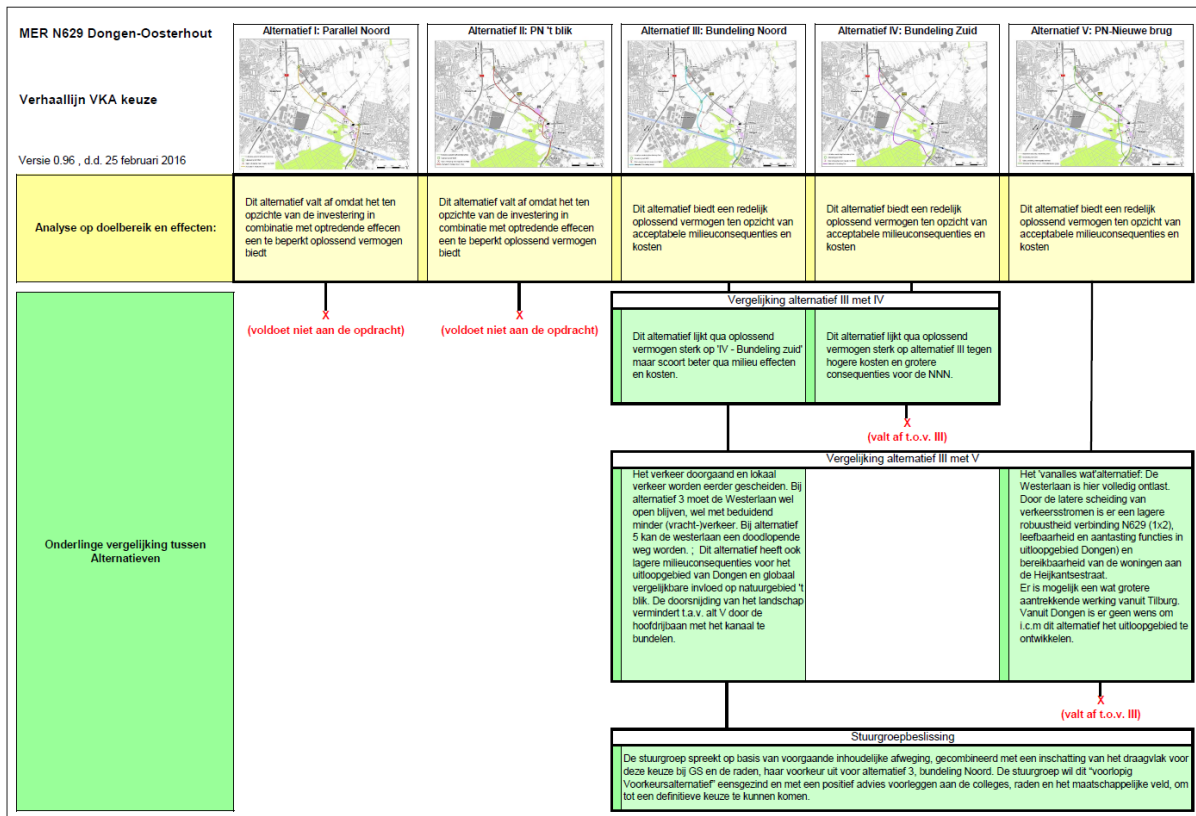 MER N629 Dongen-Oosterhout
Verhaallijn VKA keuze
Versie 0.96 , d.d. 25 februari 2016
Alternatief I: Parallel Noord
Alternatief II: PN 't blik
Alternatief III: Bundeling Noord
Alternatief IV: Bundeling Zuid
Alternatief V: PN-Nieuwe brug
Analyse op doelbereik en effecten:
Dit alternatief valt af omdat het ten
opzichte van de investering in
combinatie met optredende effecen
een te beperkt oplossend vermogen
biedt
Dit alternatief valt af omdat het ten
opzichte van de investering in
combinatie met optredende effecen
een te beperkt oplossend vermogen
biedt
Dit alternatief biedt een redelijk
oplossend vermogen ten opzicht van
acceptabele milieuconsequenties en
kosten
Dit alternatief biedt een redelijk
oplossend vermogen ten opzicht van
acceptabele milieuconsequenties en
kosten
Dit alternatief biedt een redelijk
oplossend vermogen ten opzicht van
acceptabele milieuconsequenties en
kosten
X
(voldoet niet aan de opdracht)
X
(voldoet niet aan de opdracht)
Onderlinge vergelijking tussen
Alternatieven
Vergelijking alternatief III met IV
Dit alternatief lijkt qua oplossend
vermogen sterk op 'IV - Bundeling zuid'
maar scoort beter qua milieu effecten
en kosten.
Dit alternatief lijkt qua oplossend
vermogen sterk op alternatief III tegen
hogere kosten en grotere
consequenties voor de NNN.
X
(valt af t.o.v. III)
Vergelijking alternatief III met V
Het verkeer doorgaand en lokaal
verkeer worden eerder gescheiden. Bij
alternatief 3 moet de Westerlaan wel
open blijven, wel met beduidend
minder (vracht-)verkeer. Bij alternatief
5 kan de westerlaan een doodlopende
weg worden. ; Dit alternatief heeft ook
lagere milieuconsequenties voor het
uitloopgebied van Dongen en globaal
vergelijkbare invloed op natuurgebied 't
blik. De doorsnijding van het landschap
vermindert t.a.v. alt V door de
hoofdrijbaan met het kanaal te
bundelen.
Het 'vanalles wat'alternatief: De
Westerlaan is hier volledig ontlast.
Door de latere scheiding van
verkeersstromen is er een lagere
robuustheid verbinding N629 (1x2),
leefbaarheid en aantasting functies in
uitloopgebied Dongen) en
bereikbaarheid van de woningen aan
de Heijkantsestraat.
Er is mogelijk een wat grotere
aantrekkende werking vanuit Tilburg.
Vanuit Dongen is er geen wens om
i.c.m dit alternatief het uitloopgebied te
ontwikkelen.
X
(valt af t.o.v. III)
Stuurgroepbeslissing
De stuurgroep spreekt op basis van voorgaande inhoudelijke afweging, gecombineerd met een inschatting van het draagvlak voor
deze keuze bij GS en de raden, haar voorkeur uit voor alternatief 3, bundeling Noord. De stuurgroep wil dit "voorlopig
Voorkeursalternatief" eensgezind en met een positief advies voorleggen aan de colleges, raden en het maatschappelijke veld, om
tot een definitieve keuze te kunnen komen.